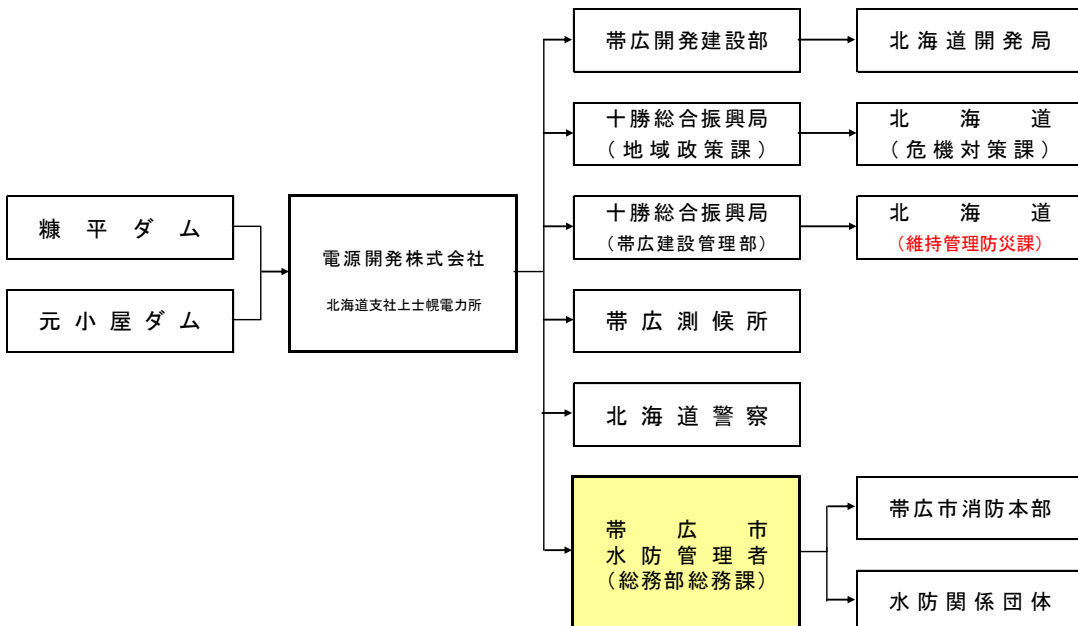 糠平ダム
元小屋ダム
電源開発株式会社
北海道支社上士幌電力所
帯広開発建設部
北海道開発局
十勝総合振興局
（地域政策課）
北海道
（危機対策課）
十勝総合振興局
（帯広建設管理部）
北海道
（維持管理防災課）
帯広測候所
北海道警察
帯広市
水防管理者
（総務部総務課）
帯広市消防本部
水防関係団体